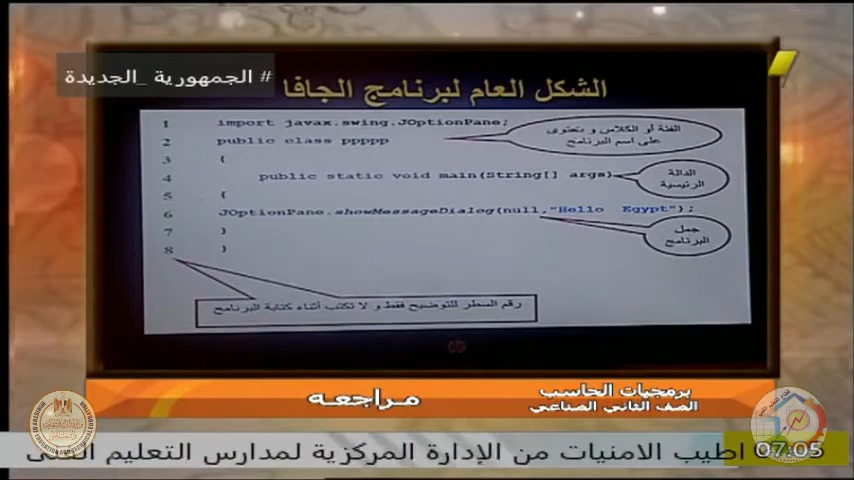 # الجمهورية _الجديدة
الشكل العام لبرنامج الجافا
1 import javax.swing.JOptionPane;
2 public class ppppp
3 {
4 public static void main(String[] args)
5 {
6 JOptionPane.showMessageDialog(null,"Hello Egypt");
7 }
8 }
الفئة أو الكلاس و تحتوى
على اسم البرنامج
الدالة
الرئيسية
جمل
البرنامج
رقم السطر للتوضيح فقط و لا تكتب أثناء كتابة البرنامج
برمجيات الحاسب
الصف الثاني الصناعي
مراجعه
اطيب الامنيات من الإدارة المركزية لمدارس التعليم
07:05